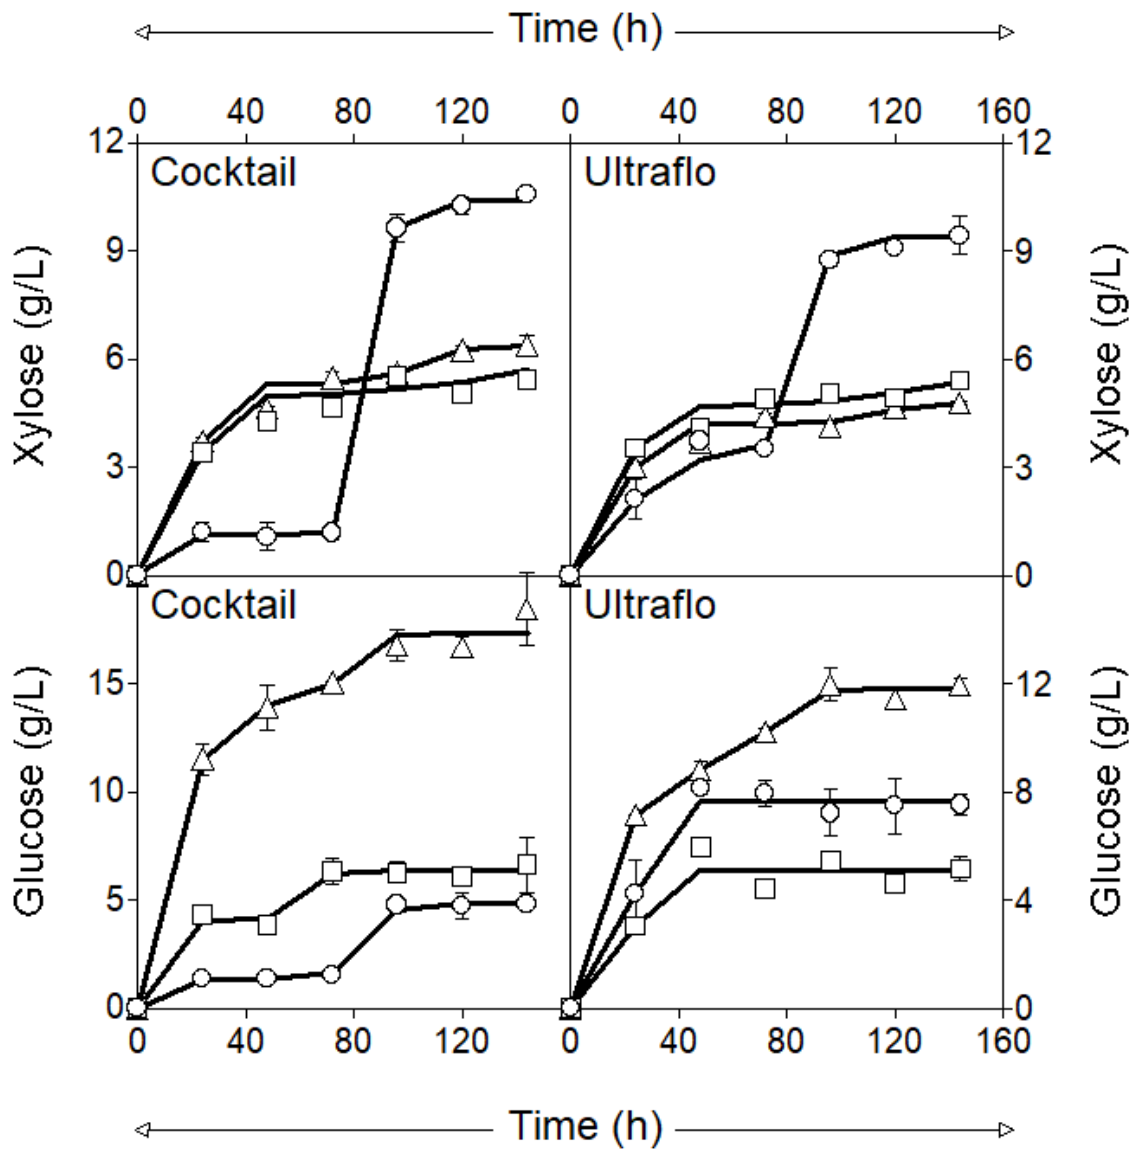 Time (h)
0 40 80 120 0 40 80 120 160
12 Cocktail Ultraflo 12
9 9
Xylose (g/L) Xylose (g/L)
6 6
3 3
0 0
Cocktail Ultraflo
15 12
Glucose (g/L) Glucose (g/L)
10 8
5 4
0 0
0 40 80 120 0 40 80 120 160
Time (h)